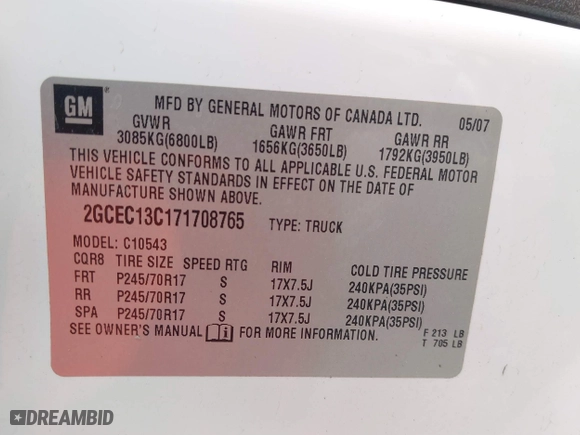 GM
MFD BY GENERAL MOTORS OF CANADA LTD.
05/07
GVWR GAWR FRT GAWR RR
3085KG(6800LB) 1656KG(3650LB) 1792KG(3950LB)
THIS VEHICLE CONFORMS TO ALL APPLICABLE U.S. FEDERAL MOTOR
VEHICLE SAFETY STANDARDS IN EFFECT ON THE DATE OF
MANUFACTURE SHOWN ABOVE.
2GCEC13C171708765 TYPE: TRUCK
MODEL: C10543
CQR8 TIRE SIZE SPEED RTG RIM COLD TIRE PRESSURE
FRT P245/70R17 S 17X7.5J 240KPA(35PSI)
RR P245/70R17 S 17X7.5J 240KPA(35PSI)
SPA P245/70R17 S 17X7.5J 240KPA(35PSI)
SEE OWNER'S MANUAL FOR MORE INFORMATION.
F 213 LB
T 705 LB
DREAMBID